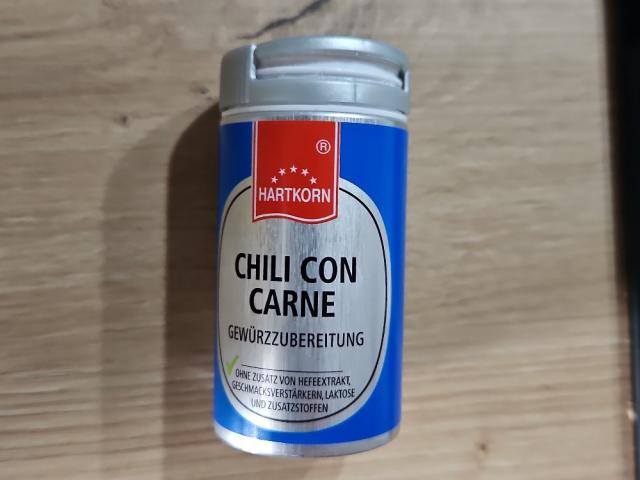 ®
HARTKORN
CHILI CON
CARNE
GEWÜRZZUBEREITUNG
OHNE ZUSATZ VON HEFEEXTRAKT,
GESCHMACKSVERSTÄRKERN, LAKTOSE
UND ZUSATZSTOFFEN